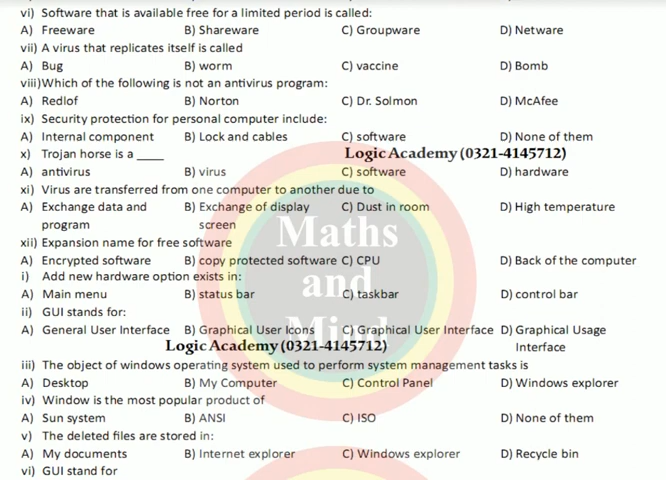 vi) Software that is available free for a limited period is called:
A) Freeware B) Shareware C) Groupware D) Netware
vii) A virus that replicates itself is called
A) Bug B) worm C) vaccine D) Bomb
viii)Which of the following is not an antivirus program:
A) Redlof B) Norton C) Dr. Solmon D) McAfee
ix) Security protection for personal computer include:
A) Internal component B) Lock and cables C) software D) None of them
x) Trojan horse is a ____ Logic Academy (0321-4145712)
A) antivirus B) virus C) software D) hardware
xi) Virus are transferred from one computer to another due to
A) Exchange data and B) Exchange of display C) Dust in room D) High temperature
program screen
Maths
xii) Expansion name for free software
A) Encrypted software B) copy protected software C) CPU D) Back of the computer
i) Add new hardware option exists in:
and
A) Main menu B) status bar C) taskbar D) control bar
ii) GUI stands for:
A) General User Interface B) Graphical User Icons C) Graphical User Interface D) Graphical Usage
Mind
Logic Academy (0321-4145712) Interface
iii) The object of windows operating system used to perform system management tasks is
A) Desktop B) My Computer C) Control Panel D) Windows explorer
iv) Window is the most popular product of
A) Sun system B) ANSI C) ISO D) None of them
v) The deleted files are stored in:
A) My documents B) Internet explorer C) Windows explorer D) Recycle bin
vi) GUI stand for